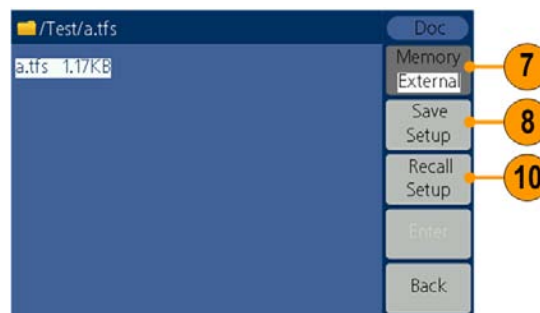 /Test/a.tfs
Doc
a.tfs 1.17KB
Memory
External
7
Save
Setup
8
Recall
Setup
10
Enter
Back